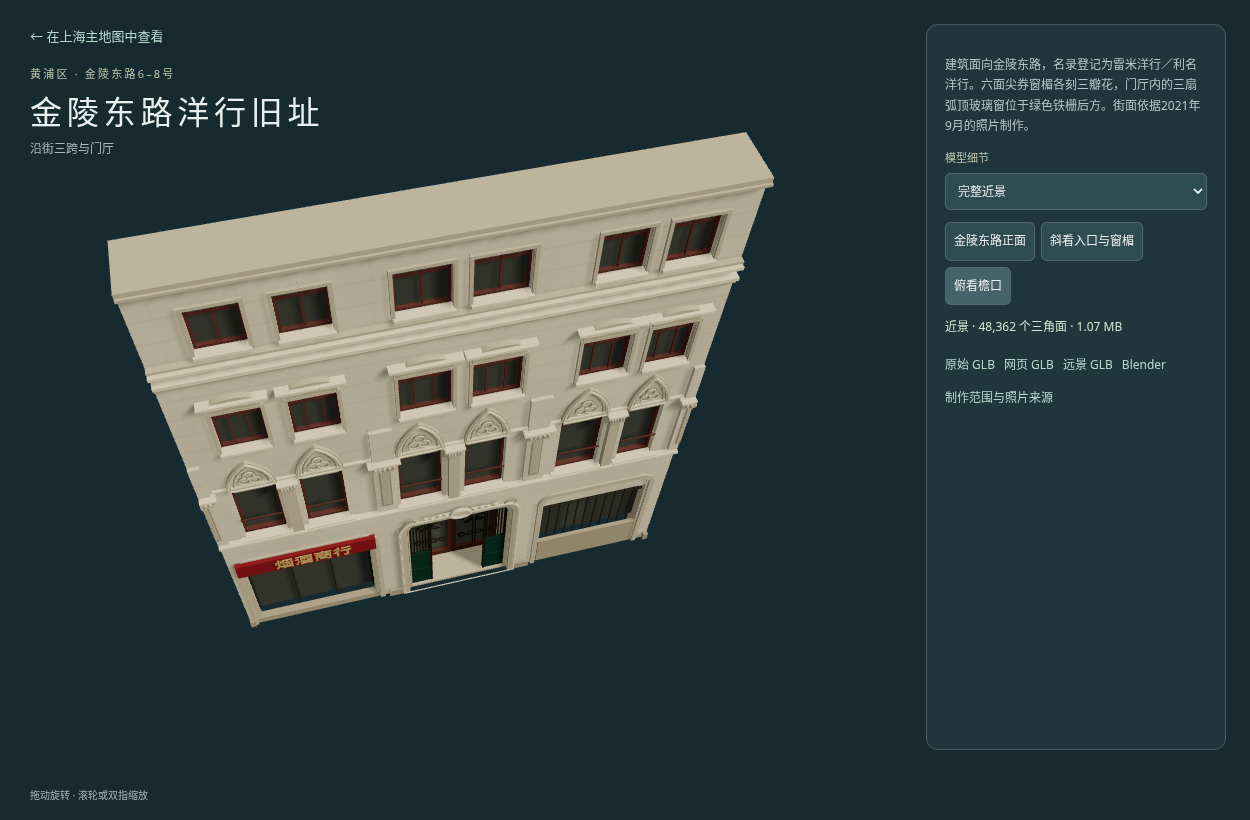 ← 在上海主地图中查看
黄浦区 · 金陵东路6–8号
金陵东路洋行旧址
沿街三跨与门厅
烟酒商行
建筑面向金陵东路，名录登记为雷米洋行／利名
洋行。六面尖券窗楣各刻三瓣花，门厅内的三扇
弧顶玻璃窗位于绿色铁栅后方。街面依据2021年
9月的照片制作。
模型细节
完整近景
金陵东路正面
斜看入口与窗楣
俯看檐口
近景 · 48,362 个三角面 · 1.07 MB
原始 GLB 网页 GLB 远景 GLB Blender
制作范围与照片来源
拖动旋转 · 滚轮或双指缩放